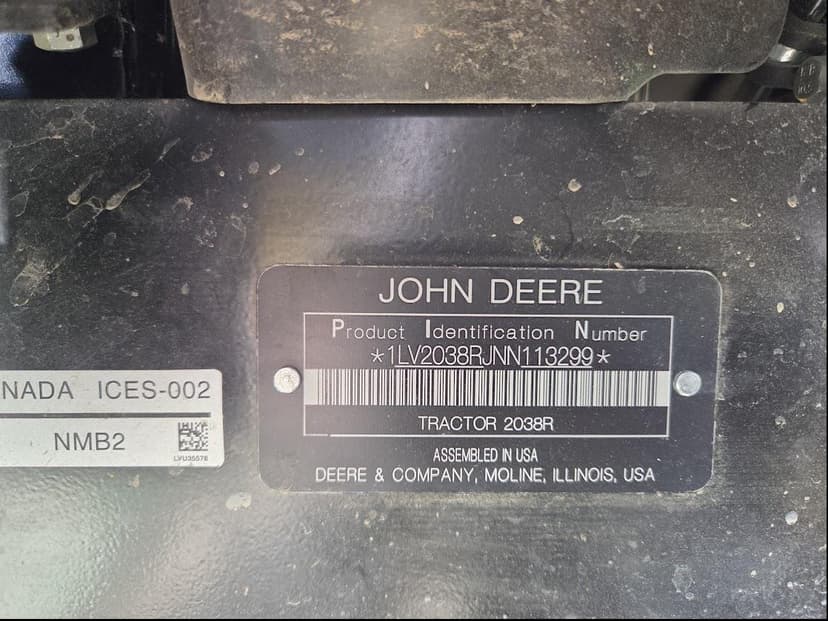 JOHN DEERE
Product Identification Number
*1LV2038RJNN113299*
TRACTOR 2038R
ASSEMBLED IN USA
DEERE & COMPANY, MOLINE, ILLINOIS, USA
NADA ICES-002
NMB2
LVU35578